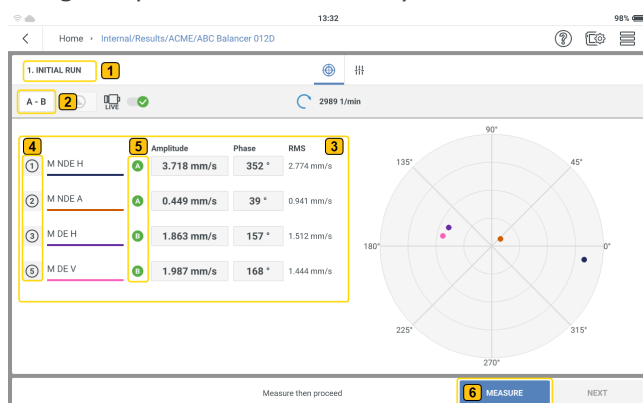 13:32
98%
Home › Internal/Results/ACME/ABC Balancer 012D
1. INITIAL RUN 1
A - B 2 LIVE 2989 1/min
4 5 Amplitude Phase RMS 3
1 M NDE H A 3.718 mm/s 352 ° 2.774 mm/s
2 M NDE A A 0.449 mm/s 39 ° 0.941 mm/s
3 M DE H B 1.863 mm/s 157 ° 1.512 mm/s
5 M DE V B 1.987 mm/s 168 ° 1.444 mm/s
90°
135° 45°
180° 0°
225° 315°
270°
Measure then proceed
6 MEASURE NEXT